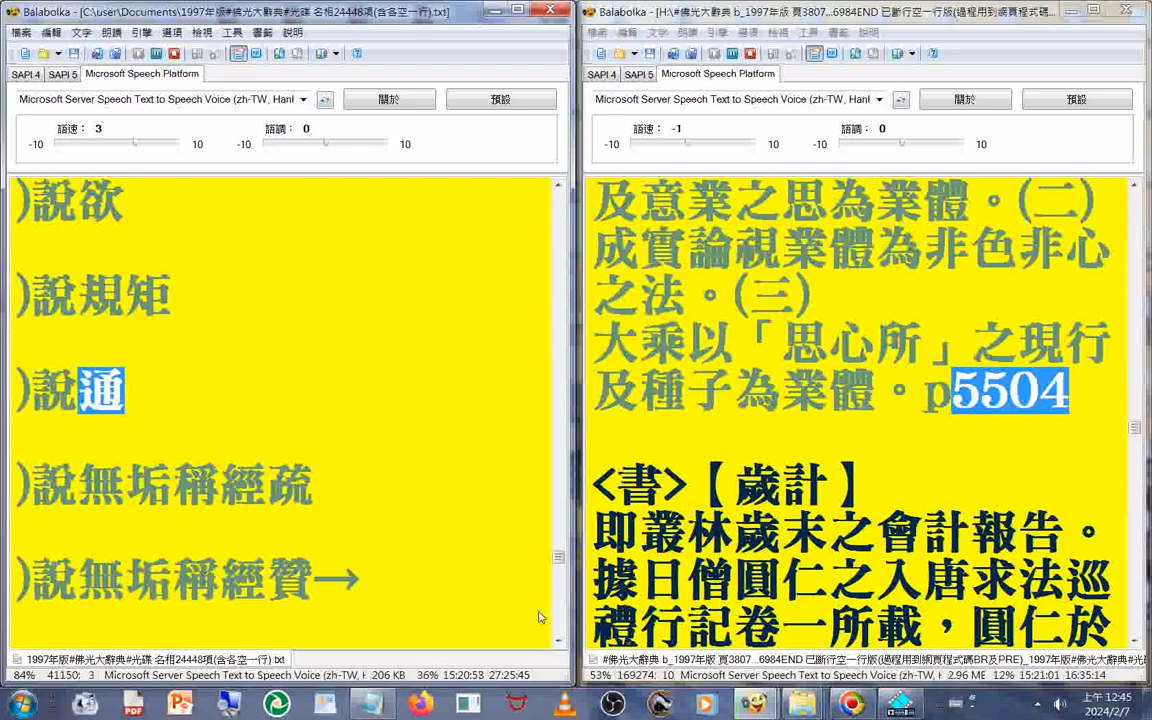 Balabolka - [C:\user\Documents\1997年版#佛光大辭典#光碟 名相24448項(含各空一行).txt]
檔案 編輯 文字 朗讀 引擎 選項 檢視 工具 書籤 說明
SAPI 4 SAPI 5 Microsoft Speech Platform
Microsoft Server Speech Text to Speech Voice (zh-TW, Hanl
關於 預設
語速： 3 語調： 0
-10 10 -10 10
)說欲
)說規矩
)說通
)說無垢稱經疏
)說無垢稱經贊→
1997年版#佛光大辭典#光碟 名相24448項(含各空一行).txt
84% 41150: 3 Microsoft Server Speech Text to Speech Voice (zh-TW, H 206 KB 36% 15:20:53 27:25:45
Balabolka - [H:\#佛光大辭典 b_1997年版 頁3807...6984END 已斷行空一行版(過程用到網頁程式碼...
檔案 編輯 文字 朗讀 引擎 選項 檢視 工具 書籤 說明
SAPI 4 SAPI 5 Microsoft Speech Platform
Microsoft Server Speech Text to Speech Voice (zh-TW, Hanl
關於 預設
語速： -1 語調： 0
-10 10 -10 10
及意業之思為業體。(二)
成實論視業體為非色非心
之法。(三)
大乘以「思心所」之現行
及種子為業體。p5504
<書>【歲計】
即叢林歲末之會計報告。
據日僧圓仁之入唐求法巡
禮行記卷一所載，圓仁於
#佛光大辭典 b_1997年版 頁3807...6984END 已斷行空一行版(過程用到網頁程式碼BR及PRE)_1997年版#光
53% 169274: 10 Microsoft Server Speech Text to Speech Voice (zh-TW, H 2.96 ME 12% 15:21:01 16:35:14
上午 12:45
2024/2/7